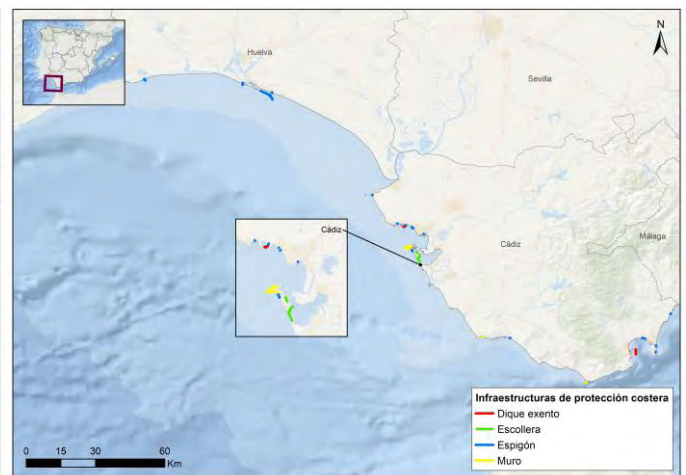 N
Huelva
Sevilla
Cádiz
Cádiz
Málaga
Infraestructuras de protección costera
Dique exento
Escollera
Espigón
Muro
0 15 30 60
Km